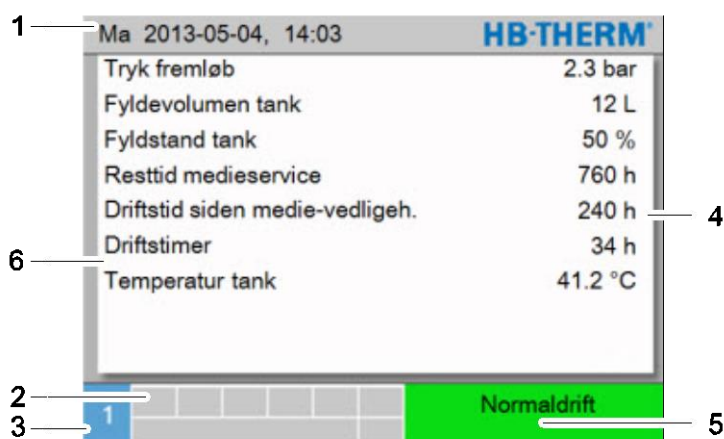 1 Ma 2013-05-04, 14:03 HB-THERM®
Tryk fremløb 2.3 bar
Fyldevolumen tank 12 L
Fyldstand tank 50 %
Resttid medieservice 760 h
Driftstid siden medie-vedligeh. 240 h 4
Driftstimer 34 h
6
Temperatur tank 41.2 °C
2
1 Normaldrift
3 5